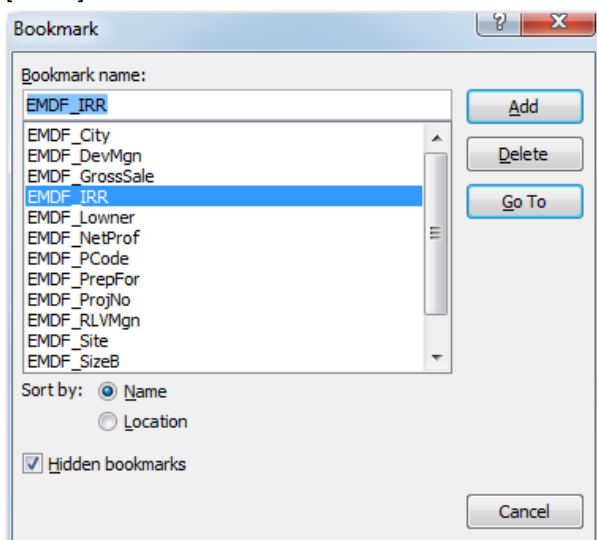 Bookmark
?
X
Bookmark name:
EMDF_IRR
Add
EMDF_City
EMDF_DevMgn
EMDF_GrossSale
EMDF_IRR
EMDF_Lowner
EMDF_NetProf
EMDF_PCode
EMDF_PrepFor
EMDF_ProjNo
EMDF_RLVMgn
EMDF_Site
EMDF_SizeB
Delete
Go To
Sort by: Name
Location
Hidden bookmarks
Cancel